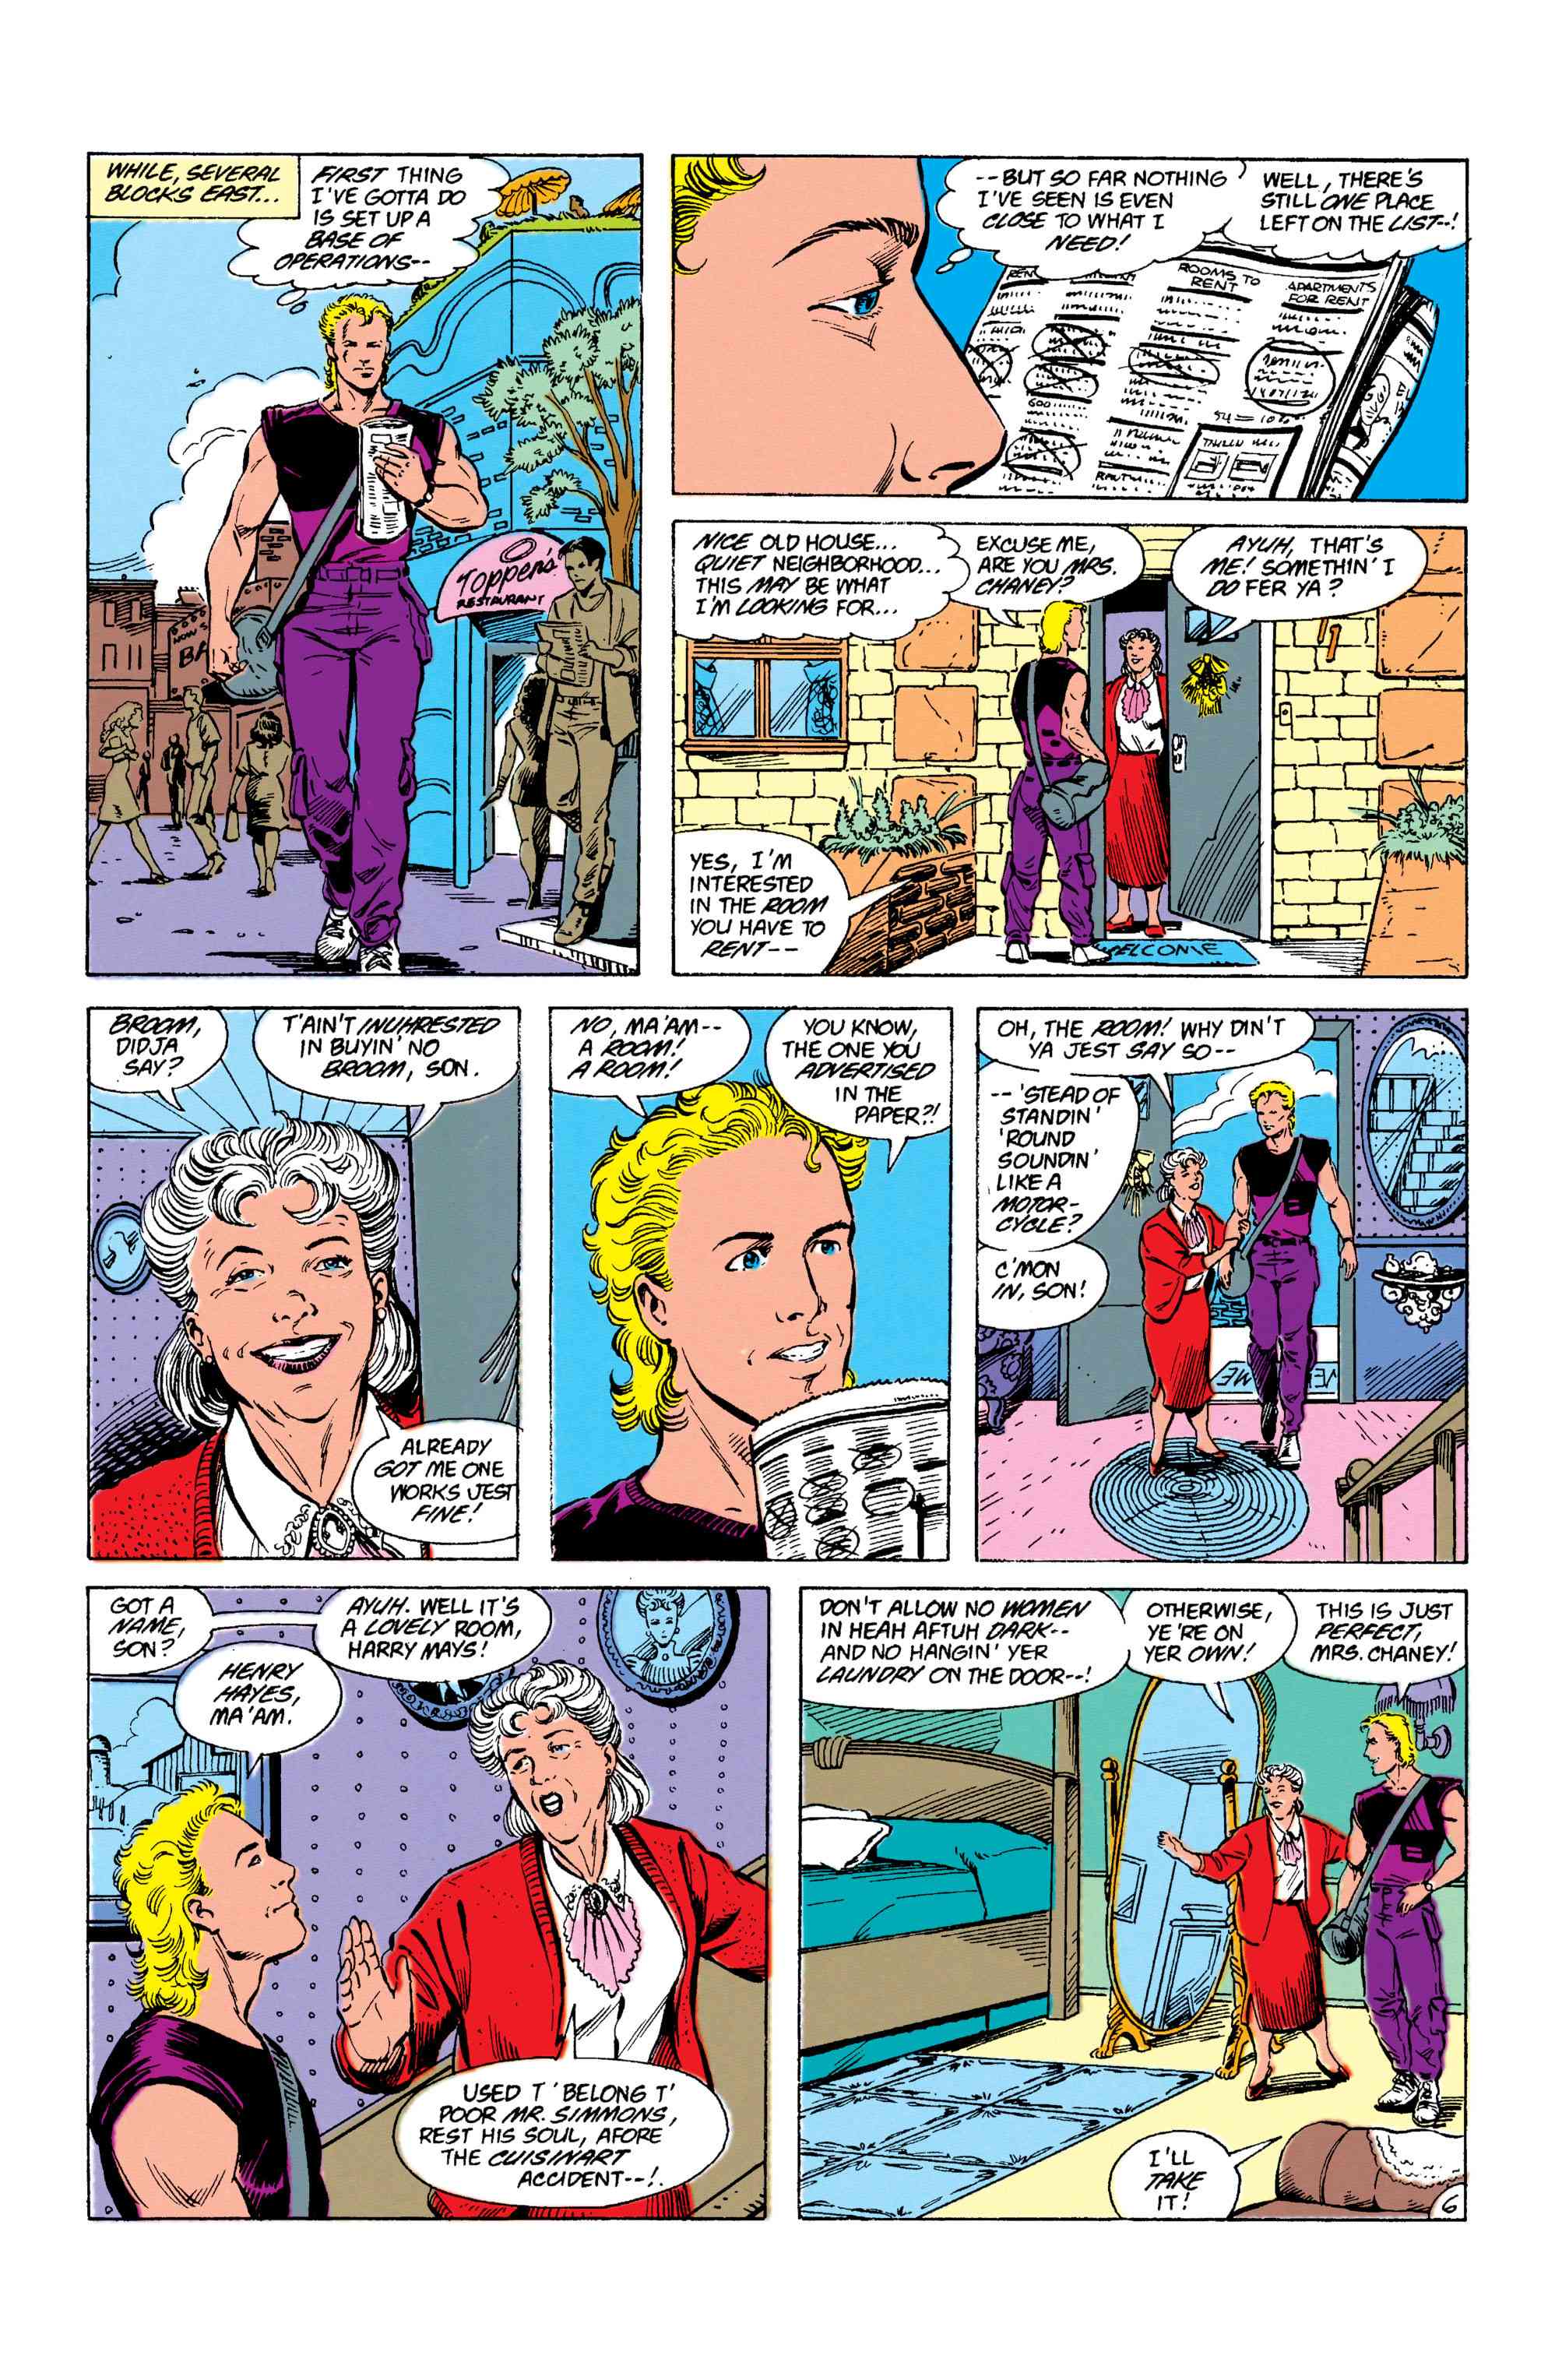 WHILE, SEVERAL
BLOCKS EAST...
FIRST THING
I'VE GOTTA DO
IS SET UP A
BASE OF
OPERATIONS--
Toppen's
RESTAURANT
--BUT SO FAR NOTHING
I'VE SEEN IS EVEN
CLOSE TO WHAT I
NEED!
WELL, THERE'S
STILL ONE PLACE
LEFT ON THE LIST--!
ROOMS TO
RENT
APARTMENTS
FOR RENT
NICE OLD HOUSE...
QUIET NEIGHBORHOOD...
THIS MAY BE WHAT
I'M LOOKING FOR...
EXCUSE ME,
ARE YOU MRS.
CHANEY?
AYUH, THAT'S
ME! SOMETHIN' I
DO FER YA?
YES, I'M
INTERESTED
IN THE ROOM
YOU HAVE TO
RENT--
WELCOME
BROOM,
DIDJA
SAY?
T'AIN'T INUHRESTED
IN BUYIN' NO
BROOM, SON.
ALREADY
GOT ME ONE
WORKS JEST
FINE!
NO, MA'AM--
A ROOM!
A ROOM!
YOU KNOW,
THE ONE YOU
ADVERTISED
IN THE
PAPER?!
OH, THE ROOM! WHY DIN'T
YA JEST SAY SO--
--'STEAD OF
STANDIN'
'ROUND
SOUNDIN'
LIKE A
MOTOR-
CYCLE?
C'MON
IN, SON!
GOT A
NAME,
SON?
HENRY
HAYES,
MA'AM.
AYUH. WELL IT'S
A LOVELY ROOM,
HARRY MAYS!
USED T'BELONG T'
POOR MR. SIMMONS,
REST HIS SOUL, AFORE
THE CUISINART
ACCIDENT--!
DON'T ALLOW NO WOMEN
IN HEAH AFTUH DARK--
AND NO HANGIN' YER
LAUNDRY ON THE DOOR--!
OTHERWISE,
YE'RE ON
YER OWN!
THIS IS JUST
PERFECT,
MRS. CHANEY!
I'LL
TAKE
IT!
6